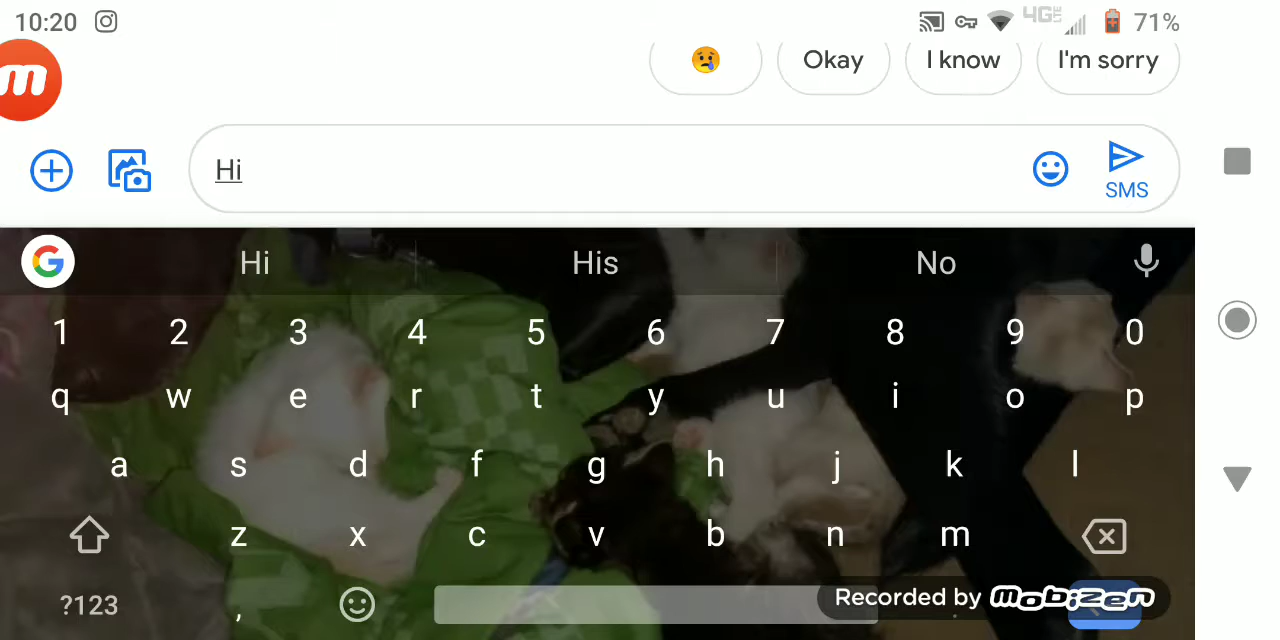 10:20 4GE 71%
Okay I know I'm sorry
Hi
SMS
Hi His No
1 2 3 4 5 6 7 8 9 0
q w e r t y u i o p
a s d f g h j k l
z x c v b n m
?123 , .
Recorded by mobizen